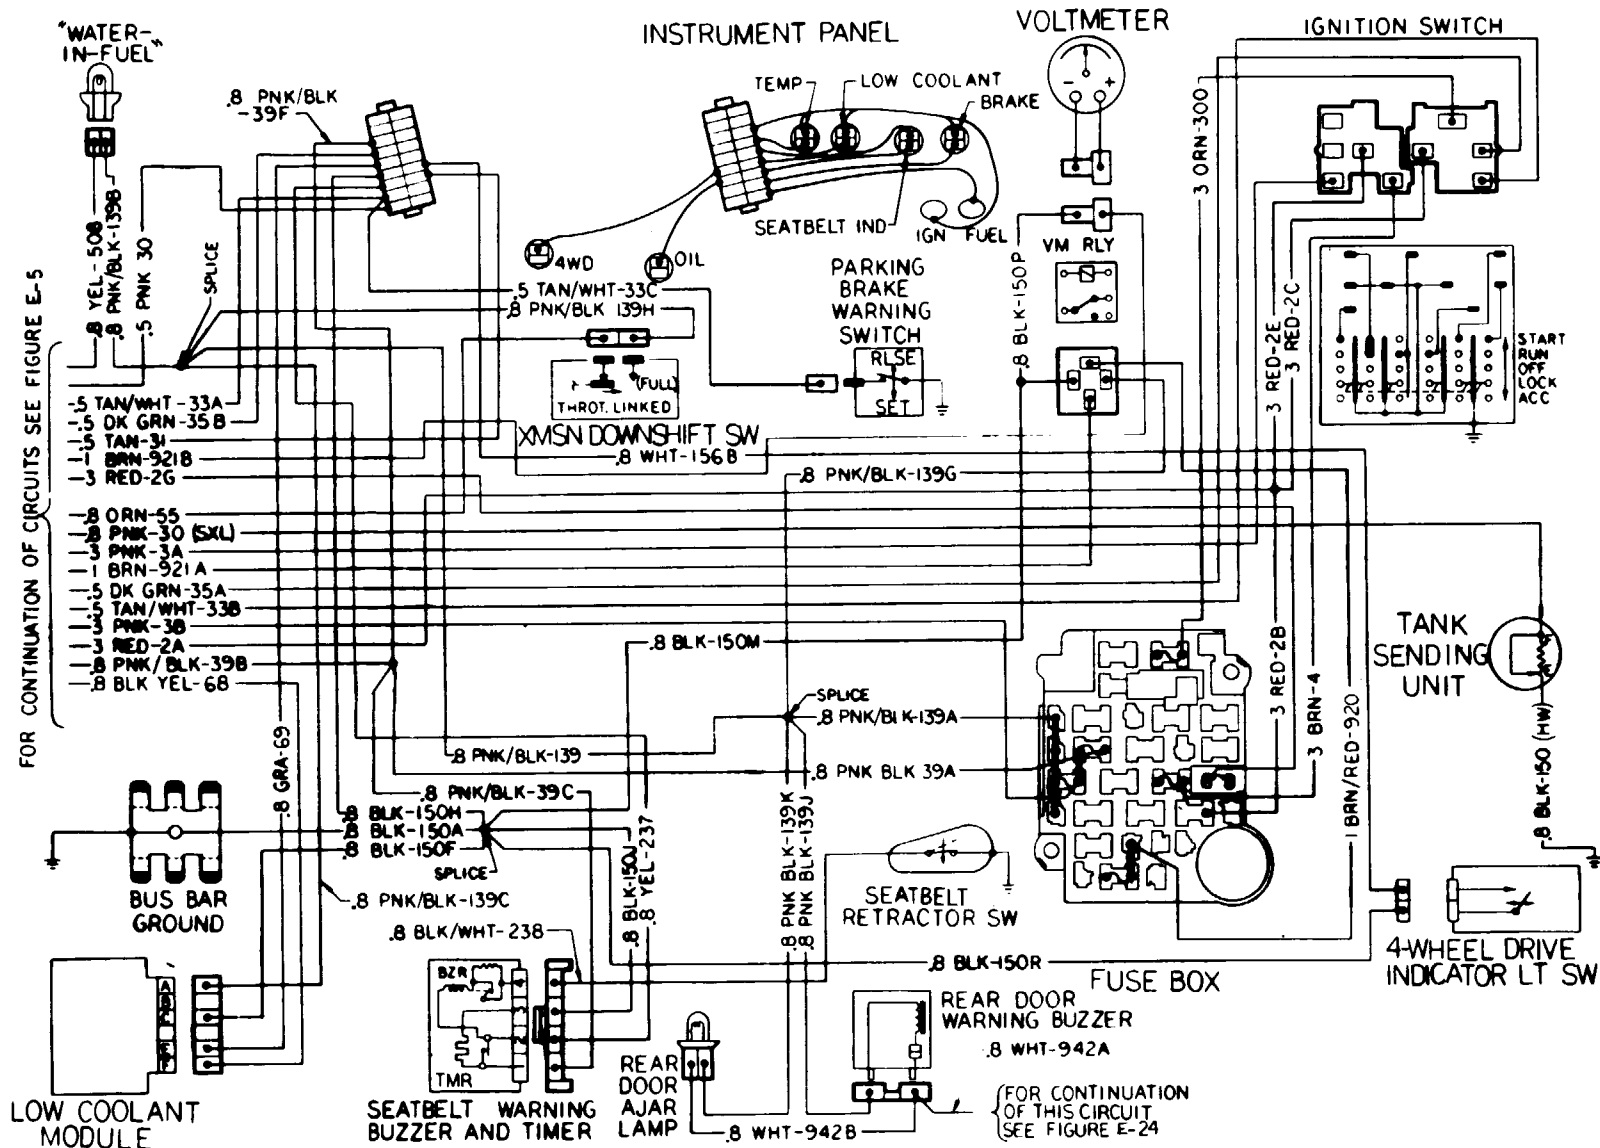 "WATER-
IN-FUEL"
INSTRUMENT PANEL
VOLTMETER
IGNITION SWITCH
.8 PNK/BLK
-39F
TEMP
LOW COOLANT
BRAKE
- +
SEATBELT IND
IGN FUEL
4WD
OIL
VM RLY
3 ORN-300
.8 YEL-508
.8 PNK/BLK-139B
.5 PNK 30
SPLICE
FOR CONTINUATION OF CIRCUITS SEE FIGURE E-5
.5 TAN/WHT-33C
.8 PNK/BLK 139H
PARKING
BRAKE
WARNING
SWITCH
RLSE
SET
.8 BLK-150P
3 RED-2E
3 RED-2C
START
RUN
OFF
LOCK
ACC
(FULL)
THROT. LINKED
XMSN DOWNSHIFT SW
.8 WHT-156B
.8 PNK/BLK-139G
.5 TAN/WHT-33A
.5 DK GRN-35B
.5 TAN-31
1 BRN-921B
3 RED-2G
.8 ORN-55
.8 PNK-30 (SXL)
3 PNK-3A
1 BRN-921A
.5 DK GRN-35A
.5 TAN/WHT-33B
3 PNK-3B
3 RED-2A
.8 PNK/BLK-39B
.8 BLK YEL-68
.8 BLK-150M
TANK
SENDING
UNIT
SPLICE
.8 PNK/BLK-139A
.8 PNK/BLK-139
.8 PNK BLK 39A
3 RED-2B
3 BRN-4
1 BRN/RED-920
.8 BLK-150 (HW)
.8 GRA-69
.8 PNK/BLK-39C
.8 BLK-150H
.8 BLK-150A
.8 BLK-150F
SPLICE
.8 BLK-150J
.8 YEL-237
.8 PNK BLK-139K
.8 PNK BLK-139J
BUS BAR
GROUND
.8 PNK/BLK-139C
.8 BLK/WHT-238
SEATBELT
RETRACTOR SW
.8 BLK-150R
FUSE BOX
4-WHEEL DRIVE
INDICATOR LT SW
A
B
C
E
F
LOW COOLANT
MODULE
BZR
TMR
4
3
2
1
SEATBELT WARNING
BUZZER AND TIMER
REAR
DOOR
AJAR
LAMP
REAR DOOR
WARNING BUZZER
.8 WHT-942A
.8 WHT-942B
FOR CONTINUATION
OF THIS CIRCUIT
SEE FIGURE E-24